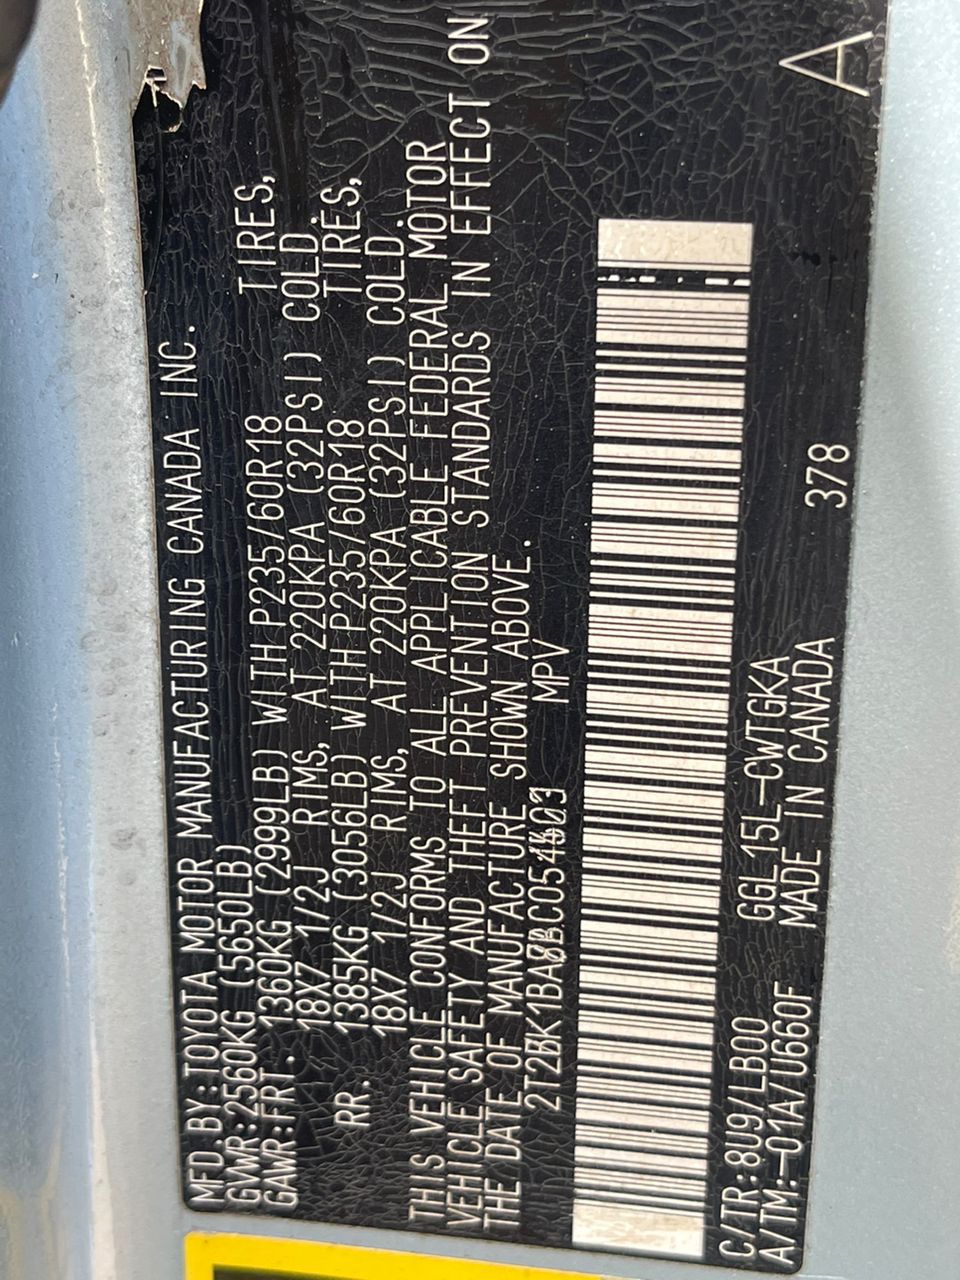 MFD.BY:TOYOTA MOTOR MANUFACTURING CANADA INC.
GVWR:2560KG (5650LB)
GAWR:FRT. 1360KG (2999LB) WITH P235/60R18 TIRES,
18X7 1/2J RIMS, AT 220KPA (32PSI) COLD.
RR. 1385KG (3056LB) WITH P235/60R18 TIRES,
18X7 1/2J RIMS, AT 220KPA (32PSI) COLD.
THIS VEHICLE CONFORMS TO ALL APPLICABLE FEDERAL MOTOR
VEHICLE SAFETY AND THEFT PREVENTION STANDARDS IN EFFECT ON
THE DATE OF MANUFACTURE SHOWN ABOVE.
MPV
C/TR:8U9/LB00 GGL15L-CWTGKA
A/TM:-01A/U660F MADE IN CANADA 378
A